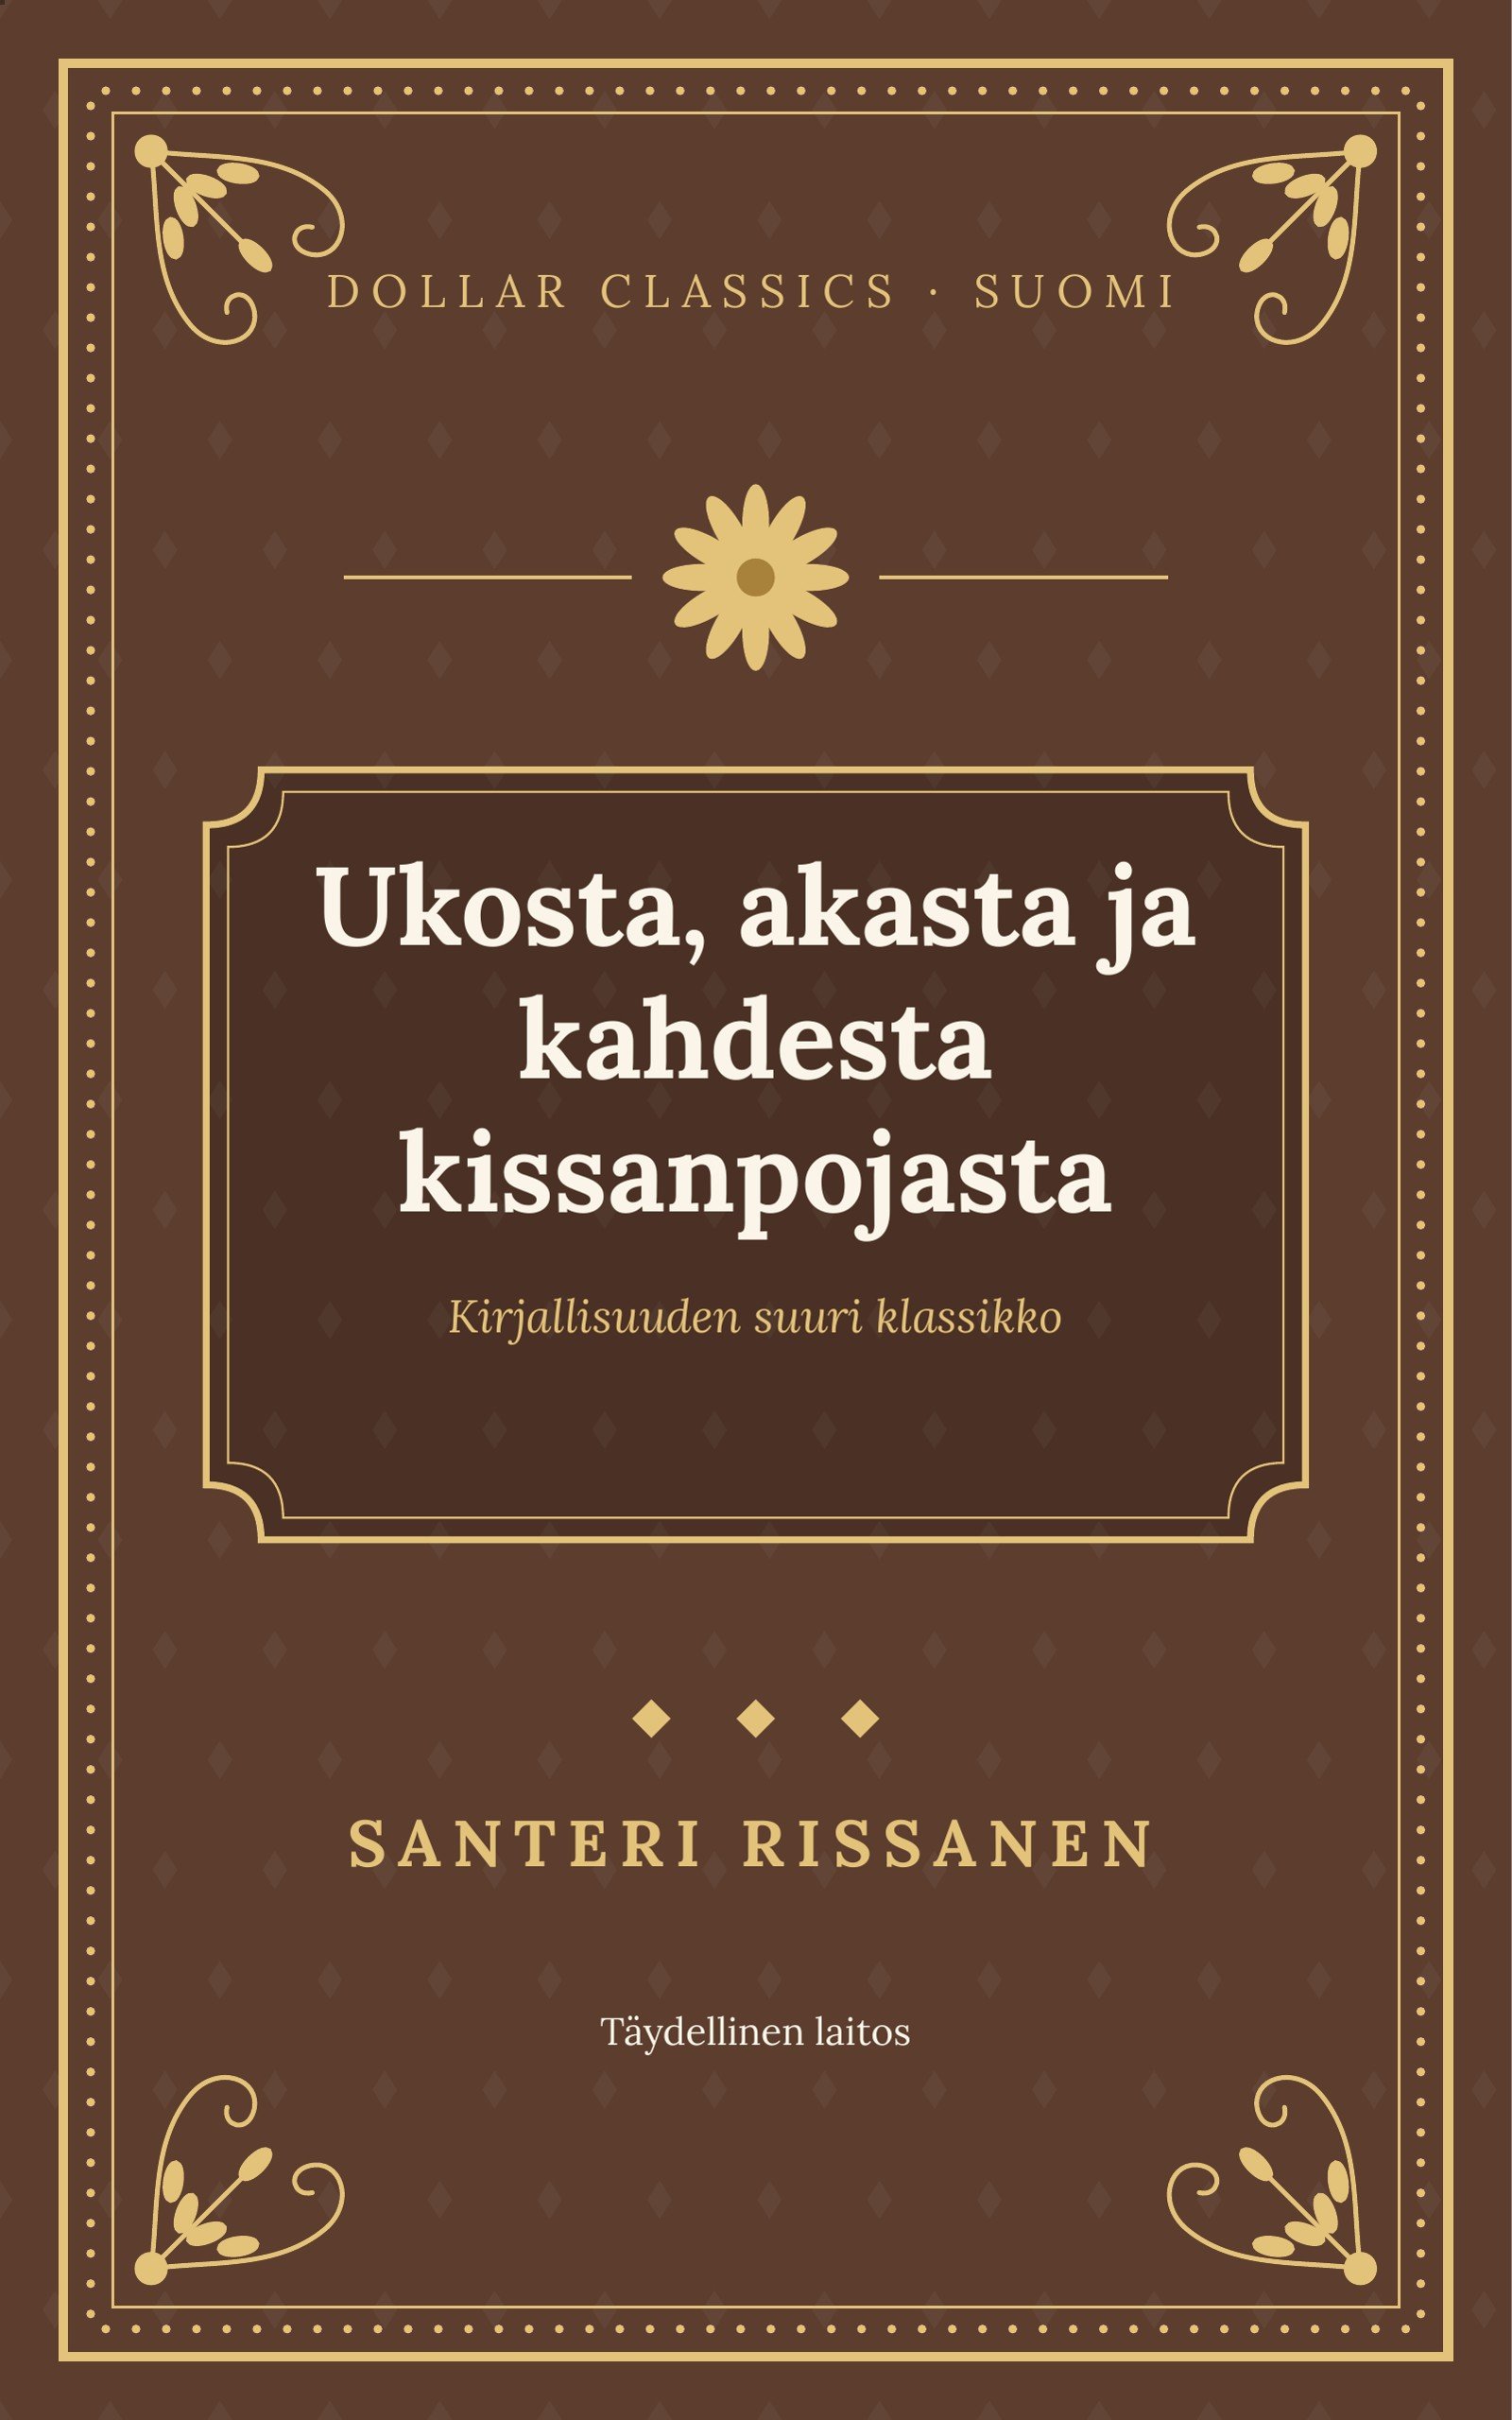 DOLLAR CLASSICS · SUOMI
Ukosta, akasta ja
kahdesta
kissanpojasta
Kirjallisuuden suuri klassikko
SANTERI RISSANEN
Täydellinen laitos